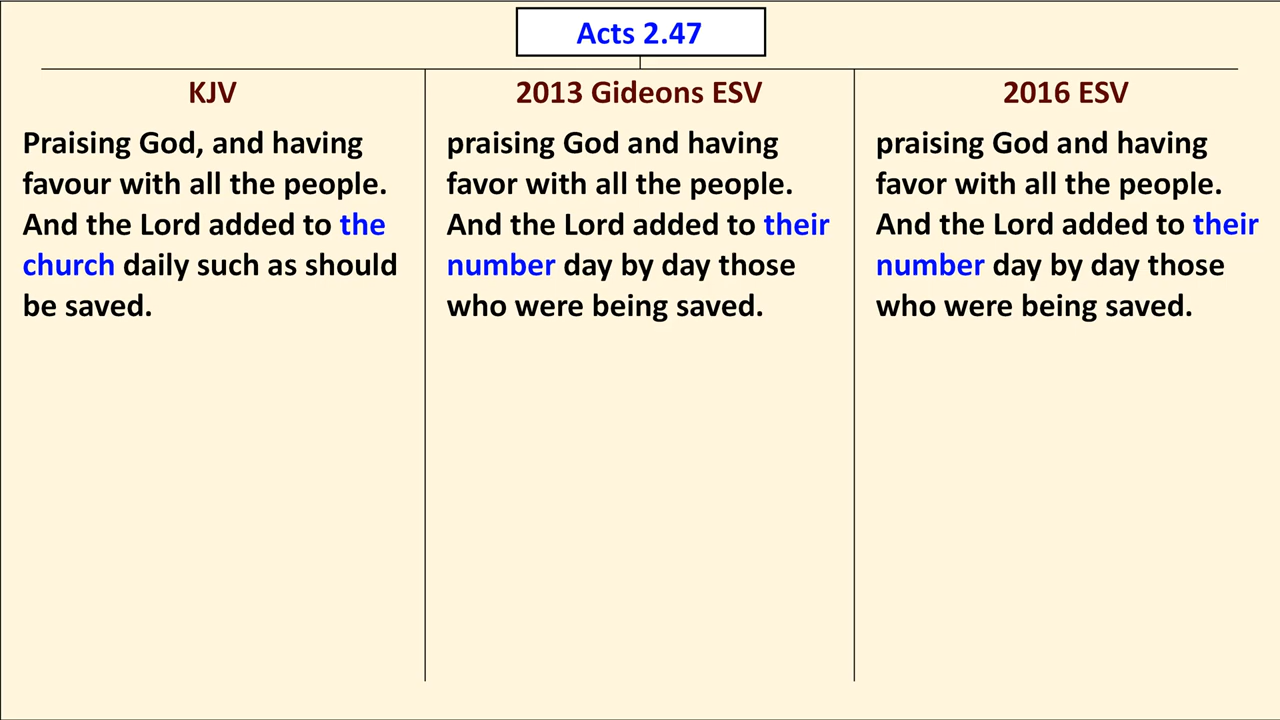 Acts 2.47
KJV
Praising God, and having
favour with all the people.
And the Lord added to the
church daily such as should
be saved.
2013 Gideons ESV
praising God and having
favor with all the people.
And the Lord added to their
number day by day those
who were being saved.
2016 ESV
praising God and having
favor with all the people.
And the Lord added to their
number day by day those
who were being saved.